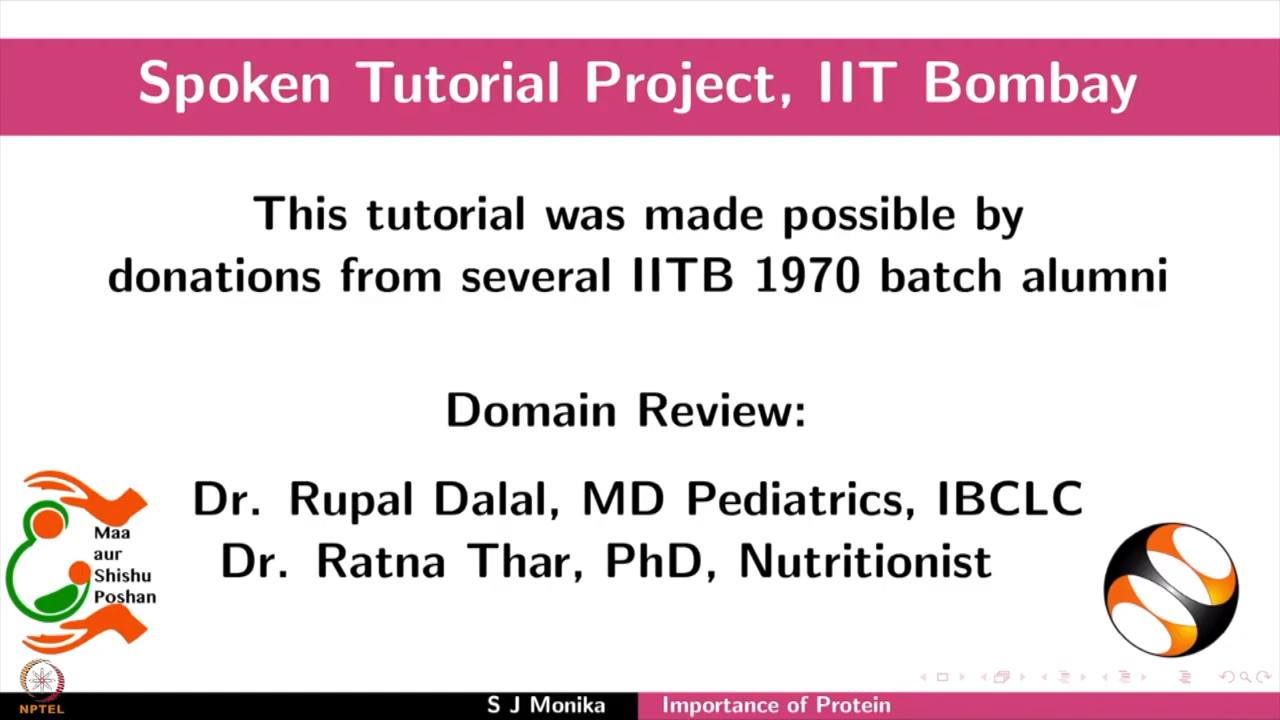 Spoken Tutorial Project, IIT Bombay
This tutorial was made possible by
donations from several IITB 1970 batch alumni
Domain Review:
Dr. Rupal Dalal, MD Pediatrics, IBCLC
Dr. Ratna Thar, PhD, Nutritionist
Maa
aur
Shishu
Poshan
NPTEL
S J Monika
Importance of Protein